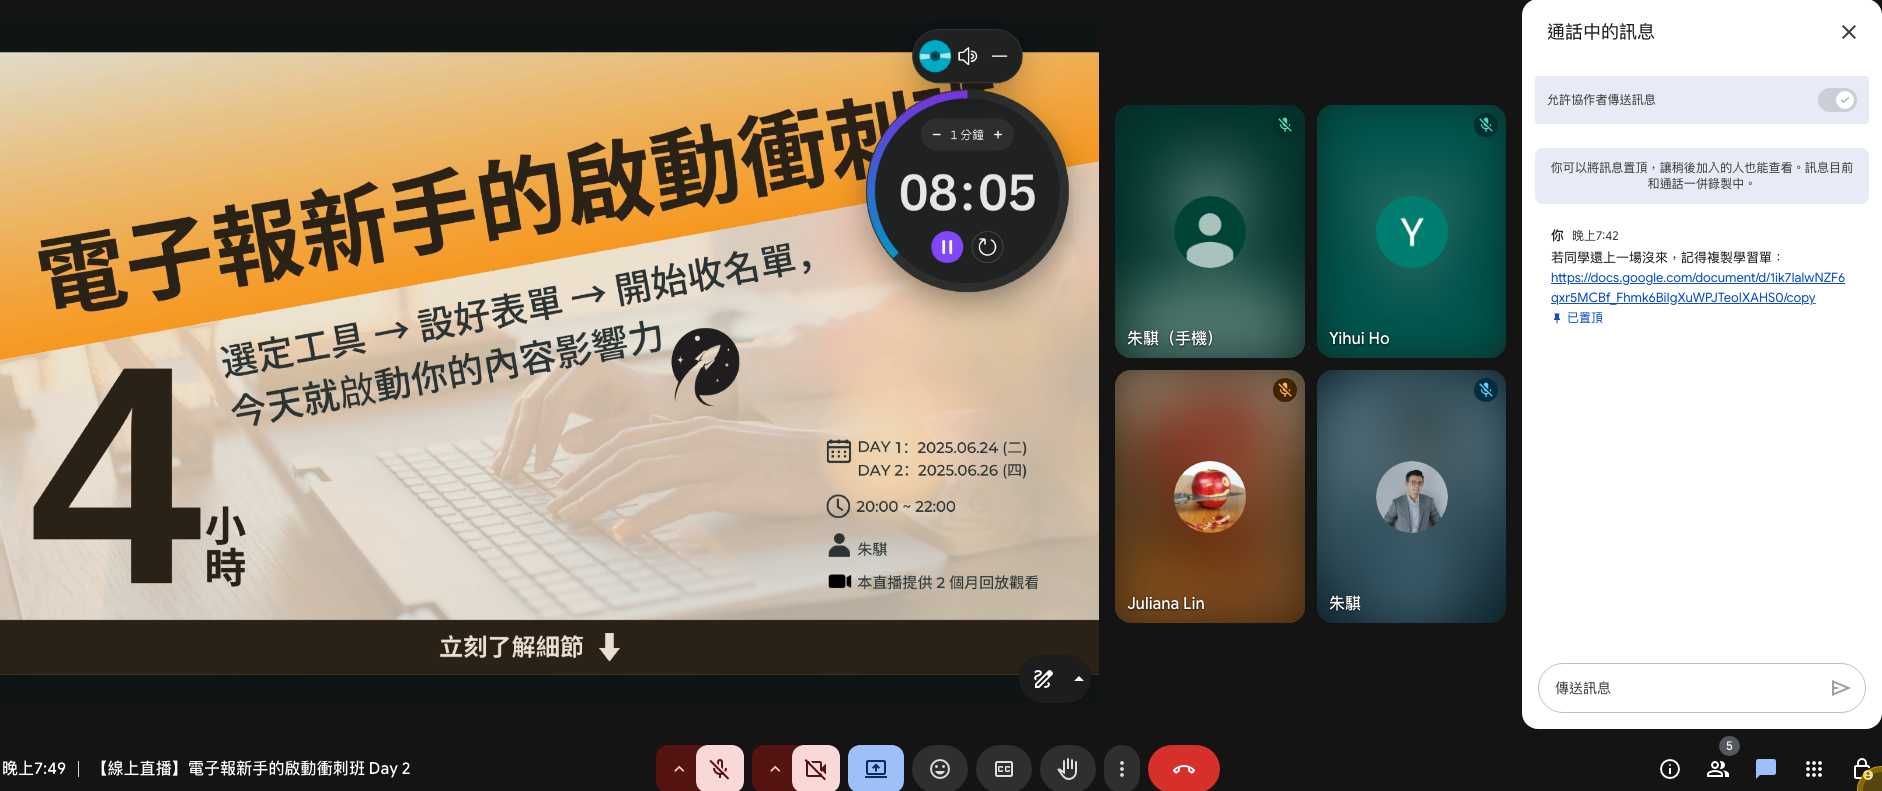 電子報新手的啟動衝刺
選定工具 → 設好表單 → 開始收名單，
今天就啟動你的內容影響力
4
小
時
DAY 1：2025.06.24 (二)
DAY 2：2025.06.26 (四)
20:00 ~ 22:00
朱騏
本直播提供 2 個月回放觀看
立刻了解細節
− 1 分鐘 +
08:05
朱騏（手機）
Y
Yihui Ho
Juliana Lin
朱騏
通話中的訊息
允許協作者傳送訊息
你可以將訊息置頂，讓稍後加入的人也能查看。訊息目前
和通話一併錄製中。
你 晚上7:42
若同學還上一場沒來，記得複製學習單：
https://docs.google.com/document/d/1ik7IalwNZF6
qxr5MCBf_Fhmk6BiIgXuWPJTeoIXAHS0/copy
已置頂
傳送訊息
晚上7:49 | 【線上直播】電子報新手的啟動衝刺班 Day 2
CC
5